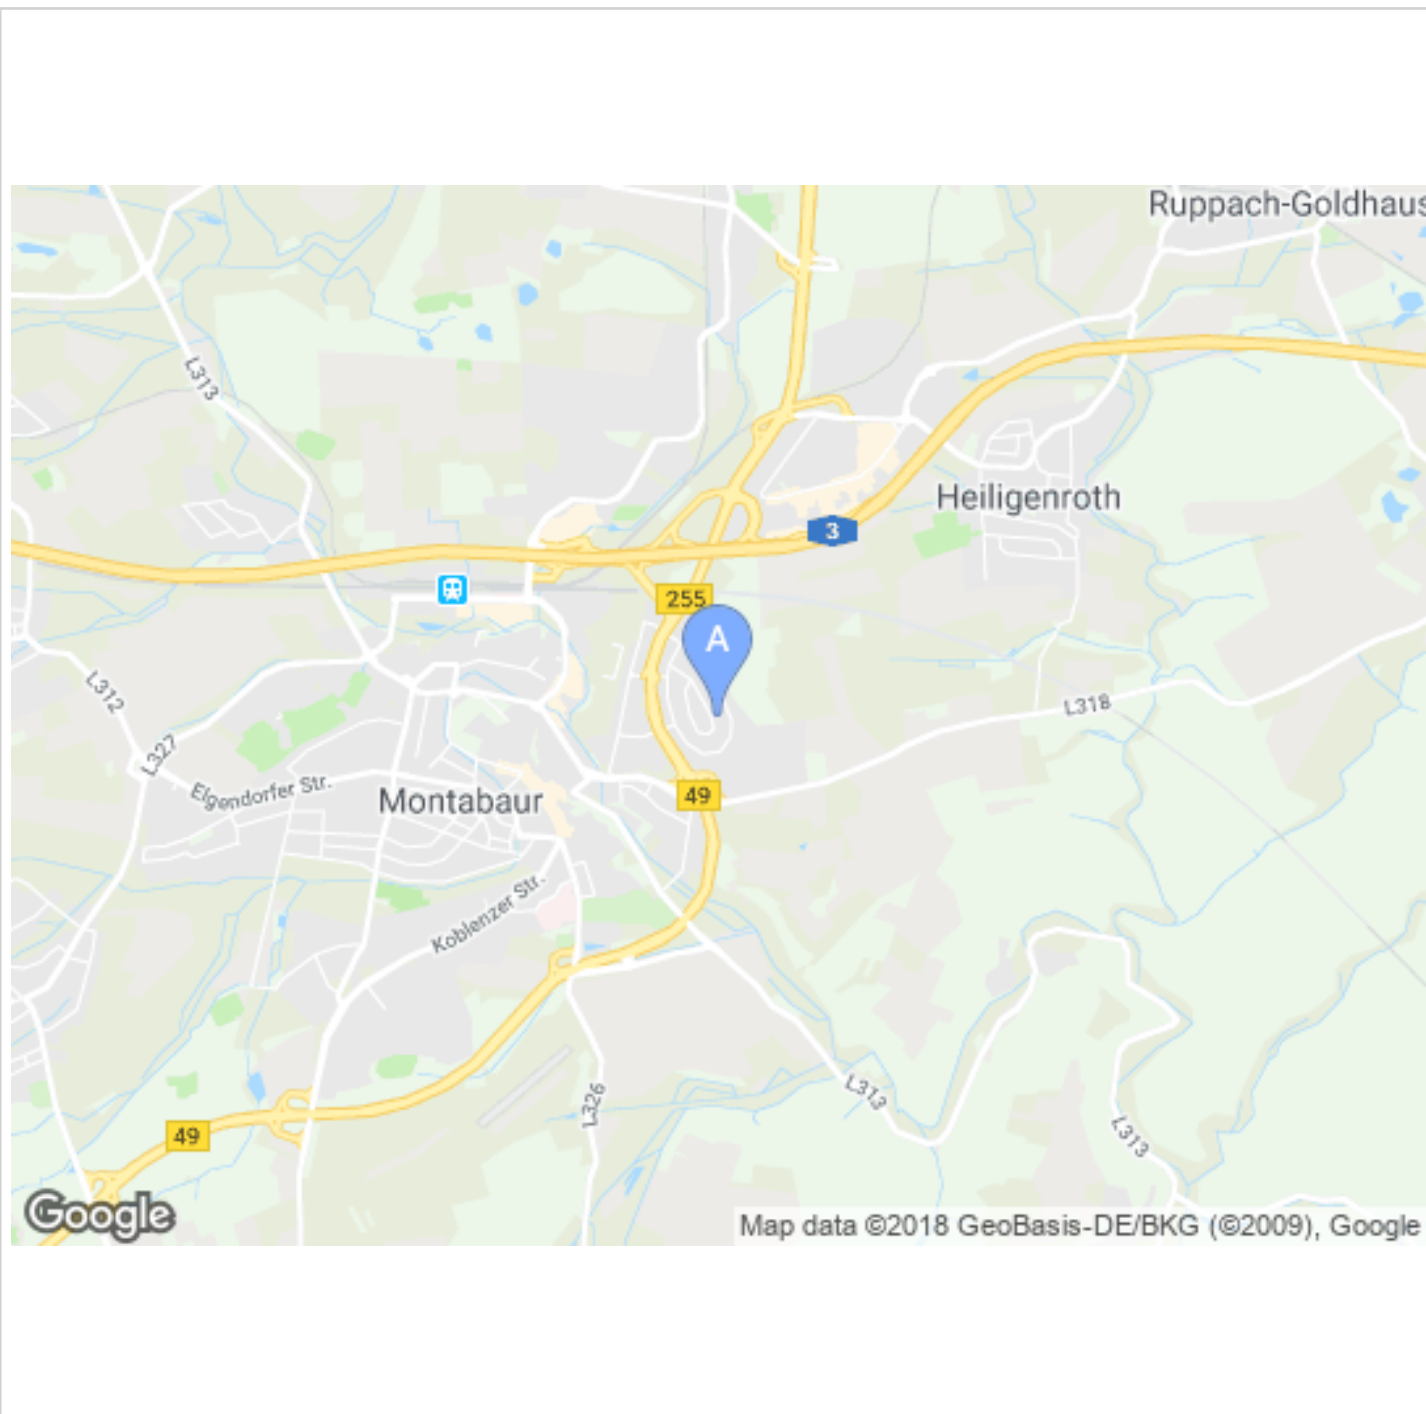 Ruppach-Goldhaus
L313
Heiligenroth
3
255
A
L312
L318
L327
Elgendorfer Str.
Montabaur
49
Koblenzer Str.
L326
L313
L313
49
Google
Map data ©2018 GeoBasis-DE/BKG (©2009), Google